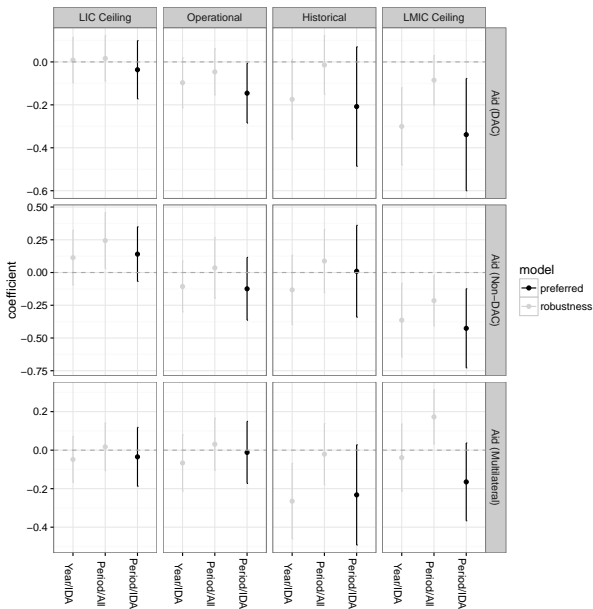 LIC Ceiling
Operational
Historical
LMIC Ceiling
0.0
−0.2
−0.4
−0.6
Aid (DAC)
coefficient
0.50
0.25
0.00
−0.25
−0.50
−0.75
Aid (Non−DAC)
model
preferred
robustness
0.2
0.0
−0.2
−0.4
Aid (Multilateral)
Year/IDA
Period/All
Period/IDA
Year/IDA
Period/All
Period/IDA
Year/IDA
Period/All
Period/IDA
Year/IDA
Period/All
Period/IDA